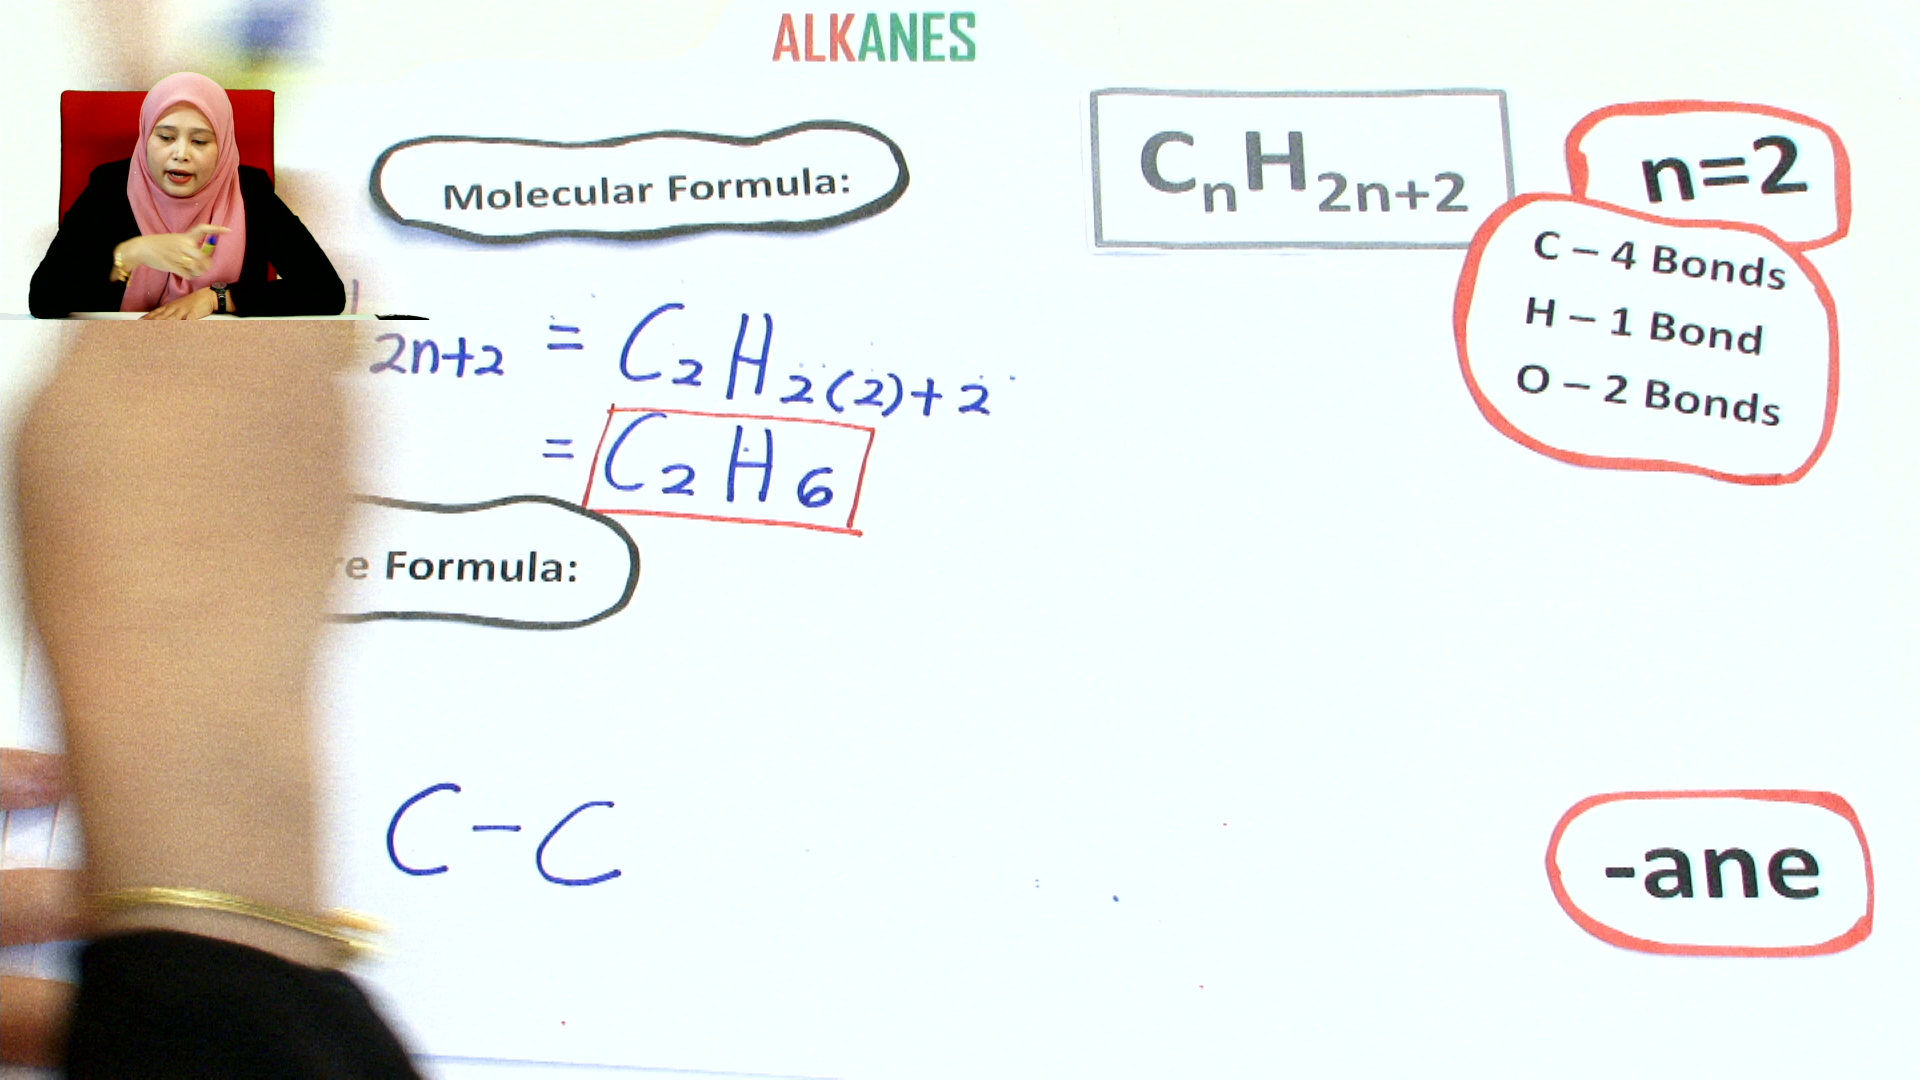 ALKANES
Molecular Formula:
CnH2n+2
n=2
C – 4 Bonds
H – 1 Bond
O – 2 Bonds
2n+2 = C2H2(2)+2
= C2H6
Formula:
C-C
-ane